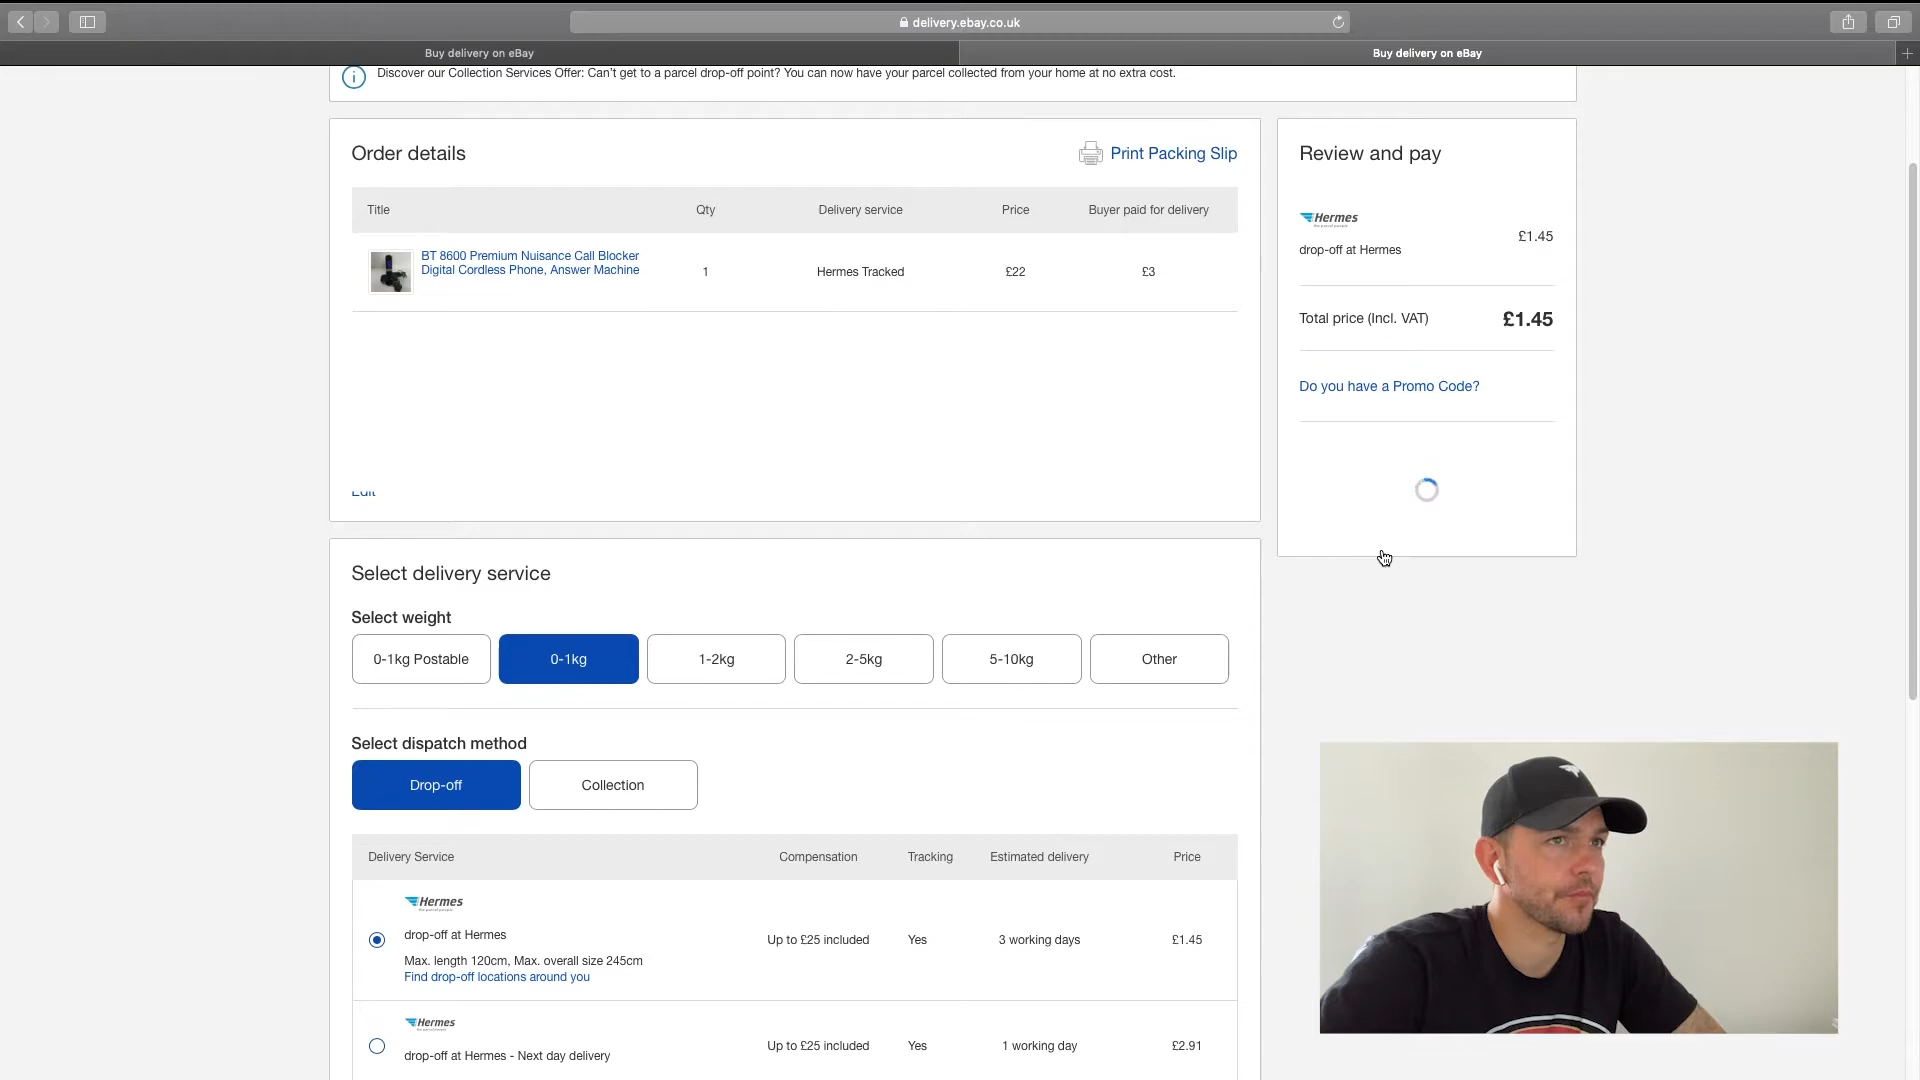 delivery.ebay.co.uk
Buy delivery on eBay
Buy delivery on eBay
Discover our Collection Services Offer: Can't get to a parcel drop-off point? You can now have your parcel collected from your home at no extra cost.
Order details
Print Packing Slip
Title Qty Delivery service Price Buyer paid for delivery
BT 8600 Premium Nuisance Call Blocker
Digital Cordless Phone, Answer Machine
1 Hermes Tracked £22 £3
Edit
Review and pay
Hermes
drop-off at Hermes
£1.45
Total price (Incl. VAT) £1.45
Do you have a Promo Code?
Select delivery service
Select weight
0-1kg Postable 0-1kg 1-2kg 2-5kg 5-10kg Other
Select dispatch method
Drop-off Collection
Delivery Service Compensation Tracking Estimated delivery Price
Hermes
drop-off at Hermes
Up to £25 included Yes 3 working days £1.45
Max. length 120cm, Max. overall size 245cm
Find drop-off locations around you
Hermes
drop-off at Hermes - Next day delivery
Up to £25 included Yes 1 working day £2.91